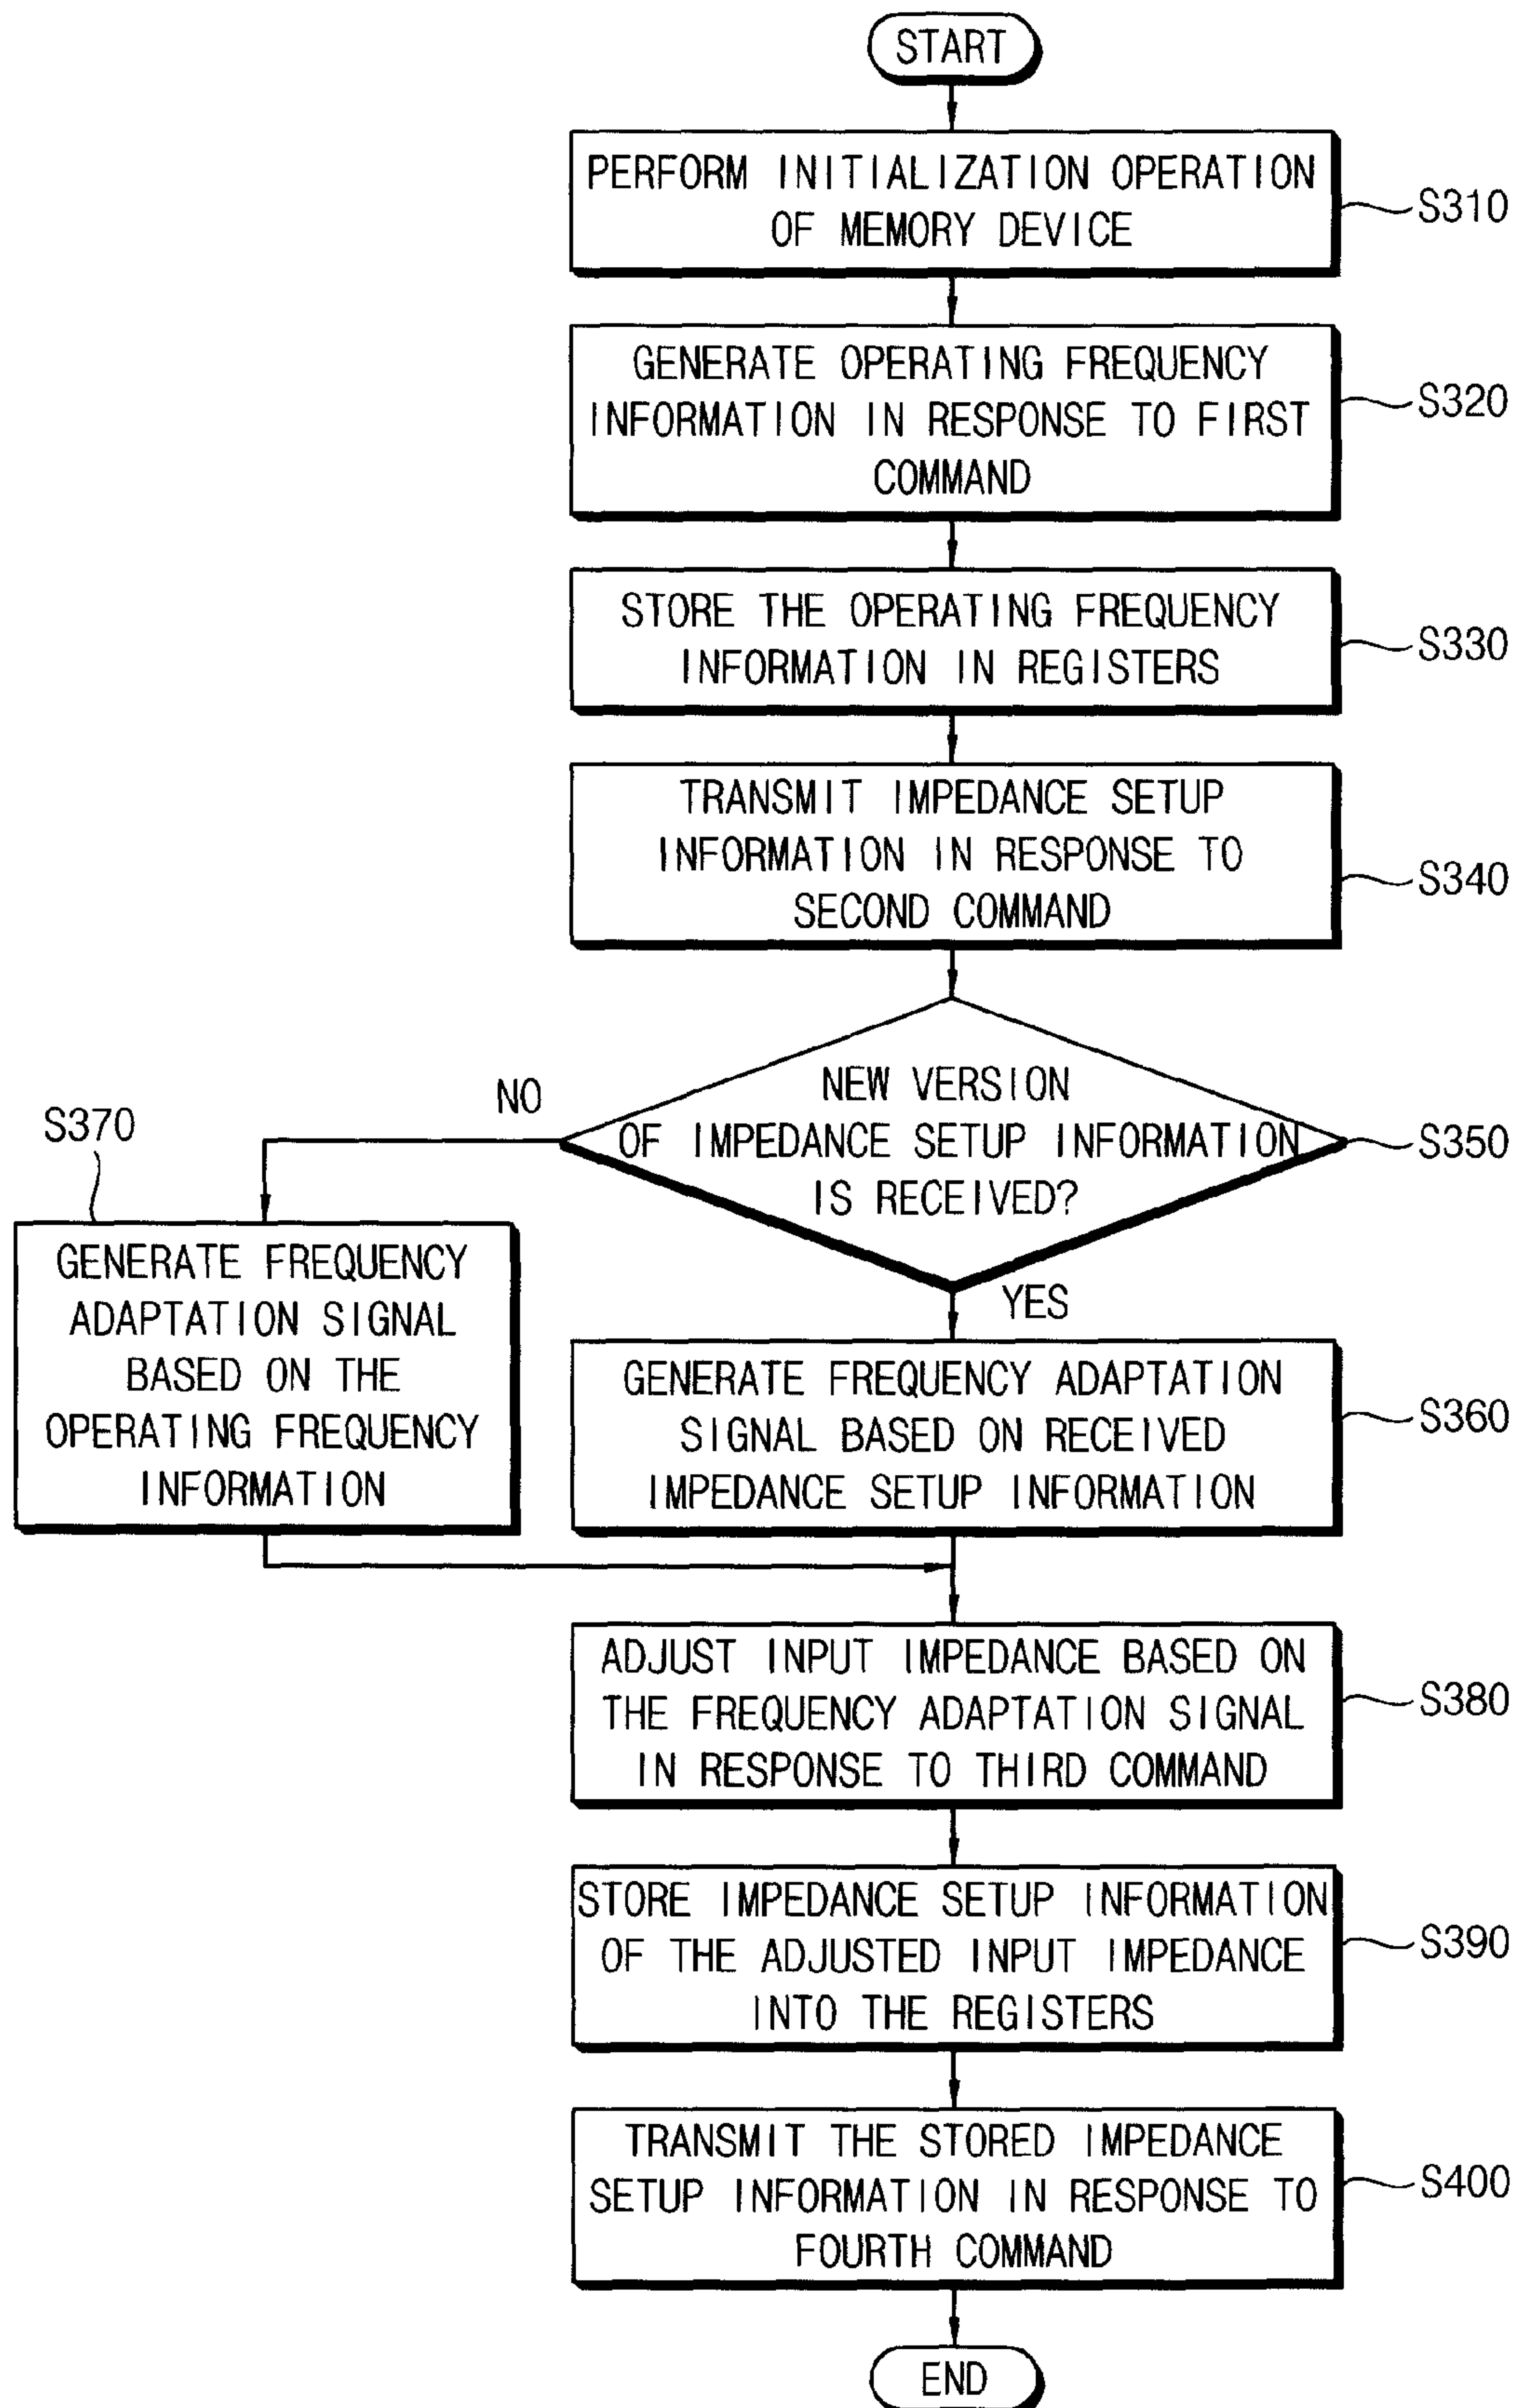 START
PERFORM INITIALIZATION OPERATION
OF MEMORY DEVICE
S310
GENERATE OPERATING FREQUENCY
INFORMATION IN RESPONSE TO FIRST
COMMAND
S320
STORE THE OPERATING FREQUENCY
INFORMATION IN REGISTERS
S330
TRANSMIT IMPEDANCE SETUP
INFORMATION IN RESPONSE TO
SECOND COMMAND
S340
NEW VERSION
OF IMPEDANCE SETUP INFORMATION
IS RECEIVED?
S350
NO
YES
S370
GENERATE FREQUENCY
ADAPTATION SIGNAL
BASED ON THE
OPERATING FREQUENCY
INFORMATION
GENERATE FREQUENCY ADAPTATION
SIGNAL BASED ON RECEIVED
IMPEDANCE SETUP INFORMATION
S360
ADJUST INPUT IMPEDANCE BASED ON
THE FREQUENCY ADAPTATION SIGNAL
IN RESPONSE TO THIRD COMMAND
S380
STORE IMPEDANCE SETUP INFORMATION
OF THE ADJUSTED INPUT IMPEDANCE
INTO THE REGISTERS
S390
TRANSMIT THE STORED IMPEDANCE
SETUP INFORMATION IN RESPONSE TO
FOURTH COMMAND
S400
END